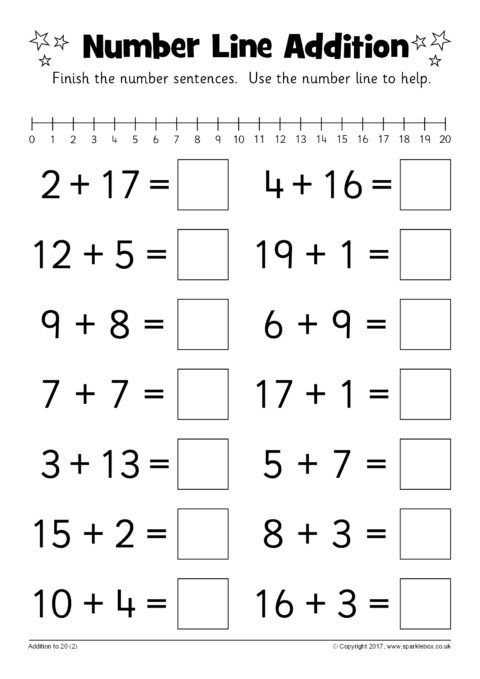 Number Line Addition
Finish the number sentences. Use the number line to help.
0 1 2 3 4 5 6 7 8 9 10 11 12 13 14 15 16 17 18 19 20
2 + 17 = 4 + 16 =
12 + 5 = 19 + 1 =
9 + 8 = 6 + 9 =
7 + 7 = 17 + 1 =
3 + 13 = 5 + 7 =
15 + 2 = 8 + 3 =
10 + 4 = 16 + 3 =
Addition to 20 (2) © Copyright 2017, www.sparklebox.co.uk